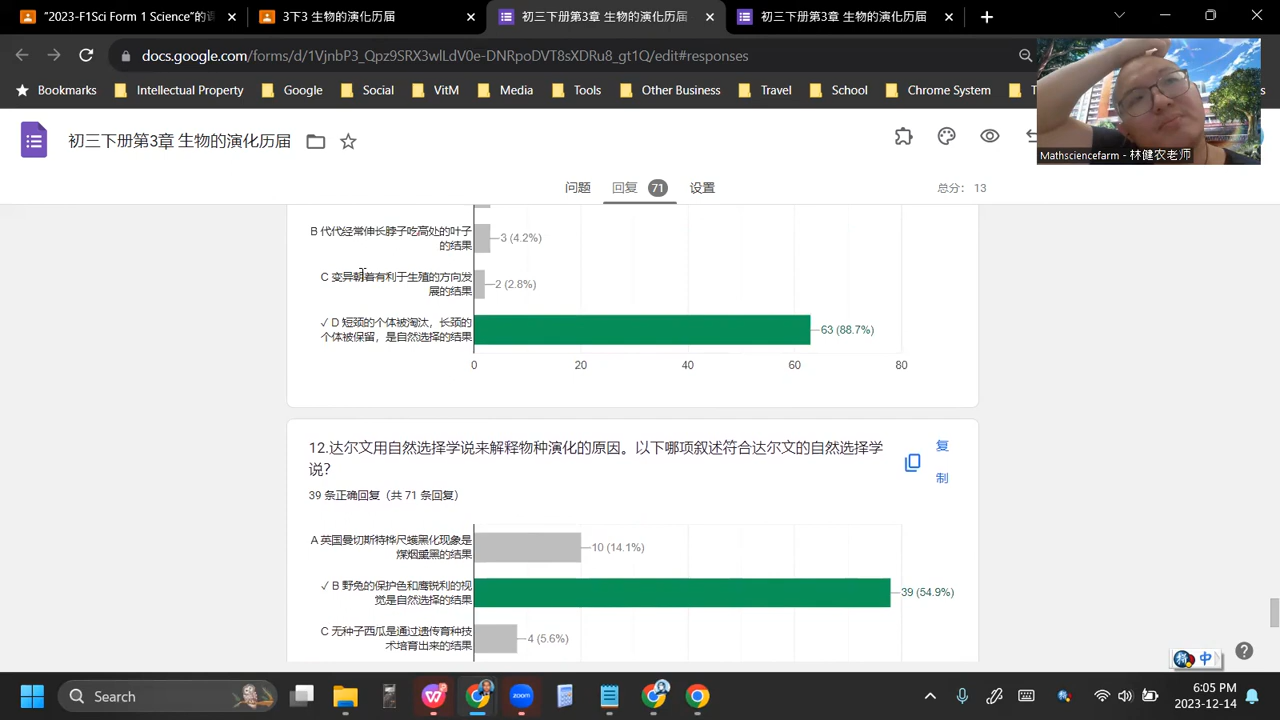 "2023-F1Sci Form 1 Science"的
3下3 生物的演化历届
初三下册第3章 生物的演化历届
初三下册第3章 生物的演化历届
Bookmarks
Intellectual Property
Google
Social
VitM
Media
Tools
Other Business
Travel
School
Chrome System
初三下册第3章 生物的演化历届
Mathsciencefarm - 林健农老师
问题
回复 71
设置
总分： 13
B 代代经常伸长脖子吃高处的叶子
的结果
3 (4.2%)
C 变异朝着有利于生殖的方向发
展的结果
2 (2.8%)
✓ D 短颈的个体被淘汰，长颈的
个体被保留，是自然选择的结果
63 (88.7%)
0 20 40 60 80
12.达尔文用自然选择学说来解释物种演化的原因。以下哪项叙述符合达尔文的自然选择学
说?
复
制
39 条正确回复（共 71 条回复）
A 英国曼切斯特桦尺蛾黑化现象是
煤烟熏黑的结果
10 (14.1%)
✓ B 野兔的保护色和鹰锐利的视
觉是自然选择的结果
39 (54.9%)
C 无种子西瓜是通过遗传育种技
术培育出来的结果
4 (5.6%)
中
Search
zoom
6:05 PM
2023-12-14